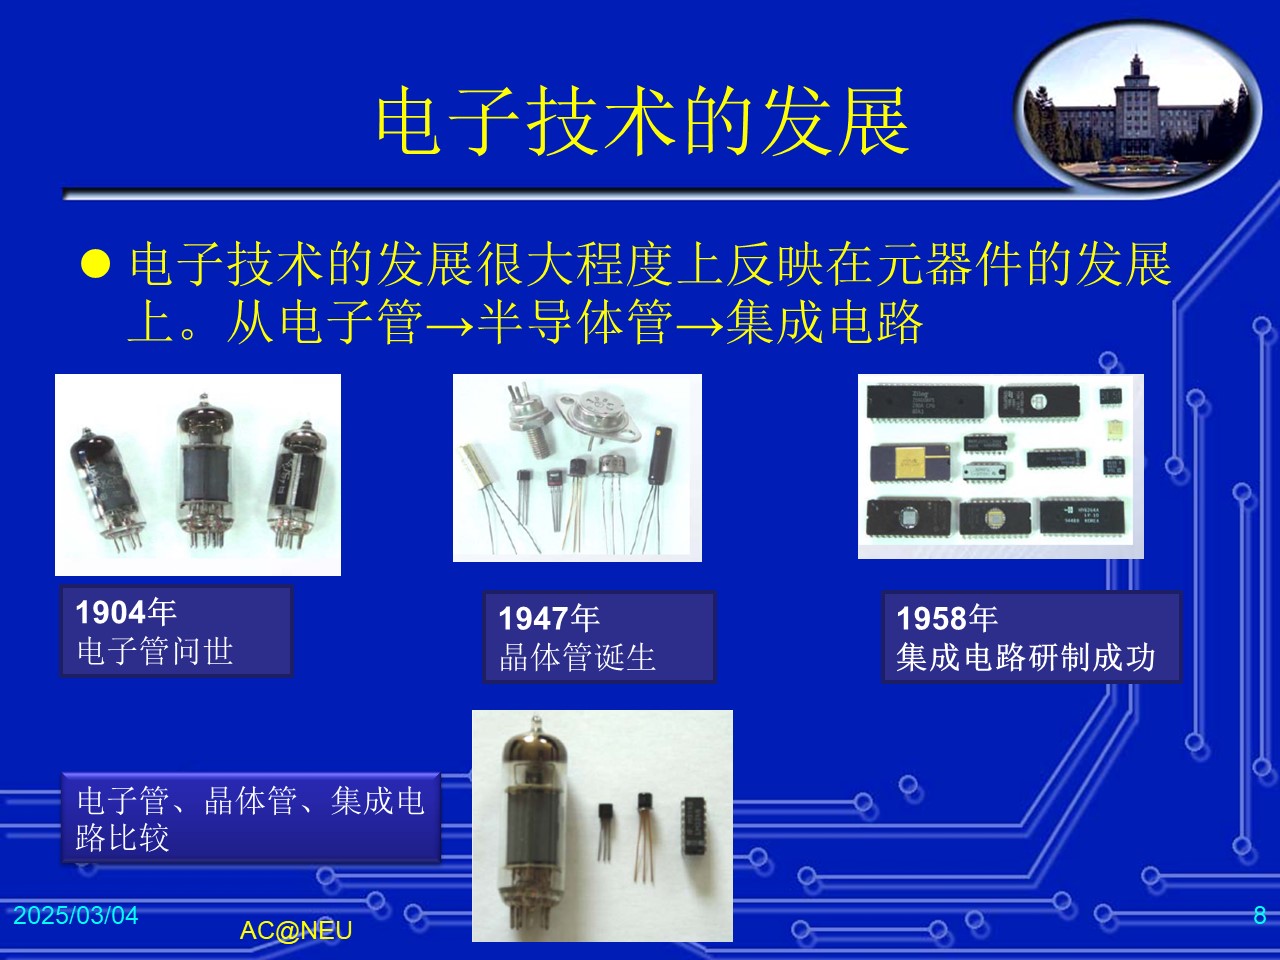 电子技术的发展
电子技术的发展很大程度上反映在元器件的发展
上。从电子管→半导体管→集成电路
1904年
电子管问世
1947年
晶体管诞生
1958年
集成电路研制成功
电子管、晶体管、集成电
路比较
2025/03/04
AC@NEU
8